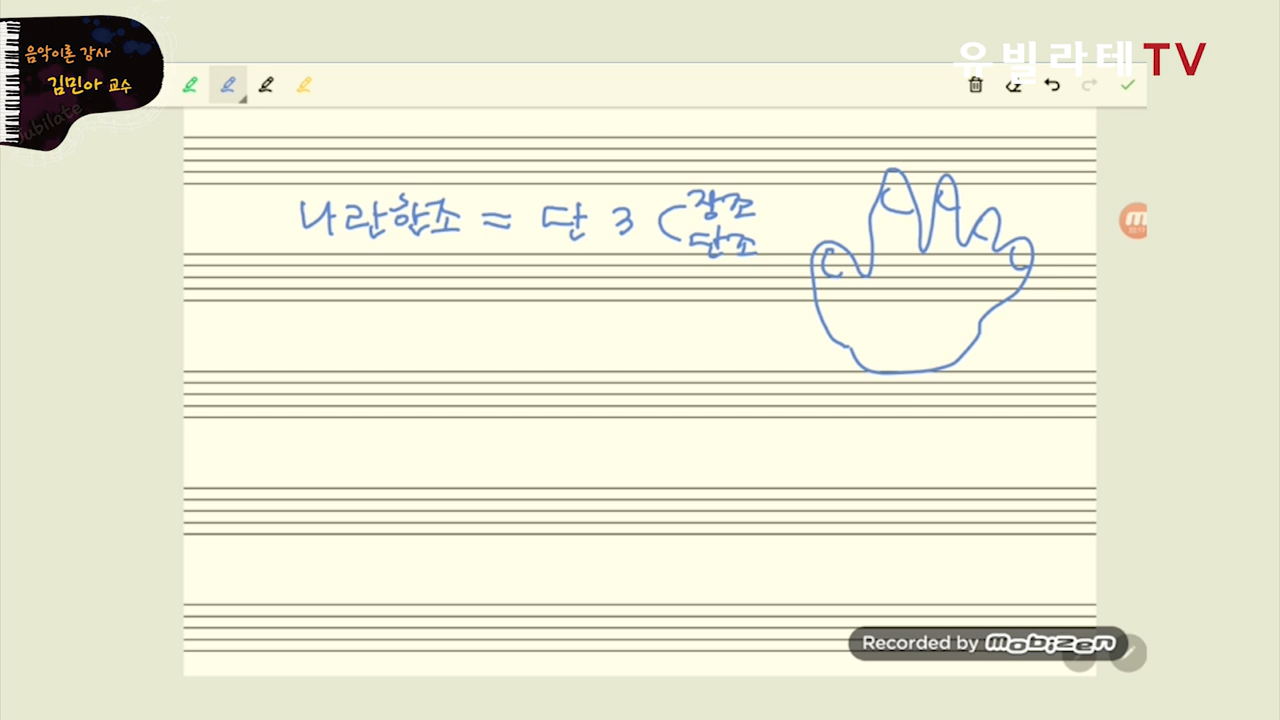 음악이론 강사
김민아 교수
Jubilate
유빌라테TV
나란한조 = 단 3 장조
단조
Recorded by mobizen